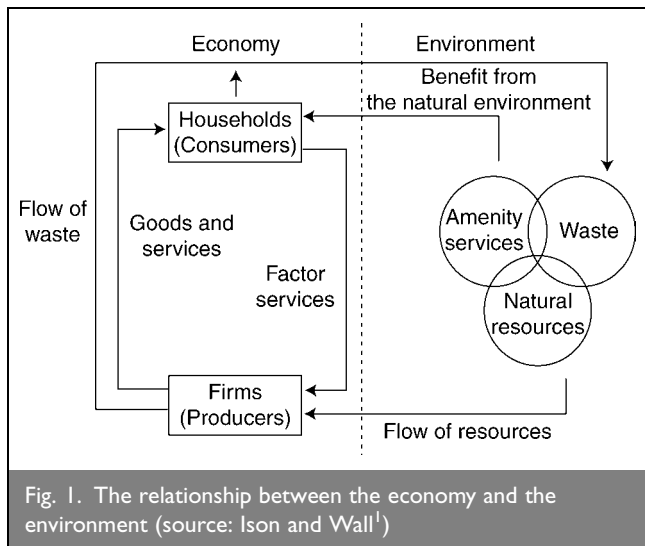 Economy
Environment
Benefit from
the natural environment
Households
(Consumers)
Flow of
waste
Goods and
services
Factor
services
Amenity
services
Waste
Natural
resources
Firms
(Producers)
Flow of resources
Fig. 1. The relationship between the economy and the
environment (source: Ison and Wall¹)